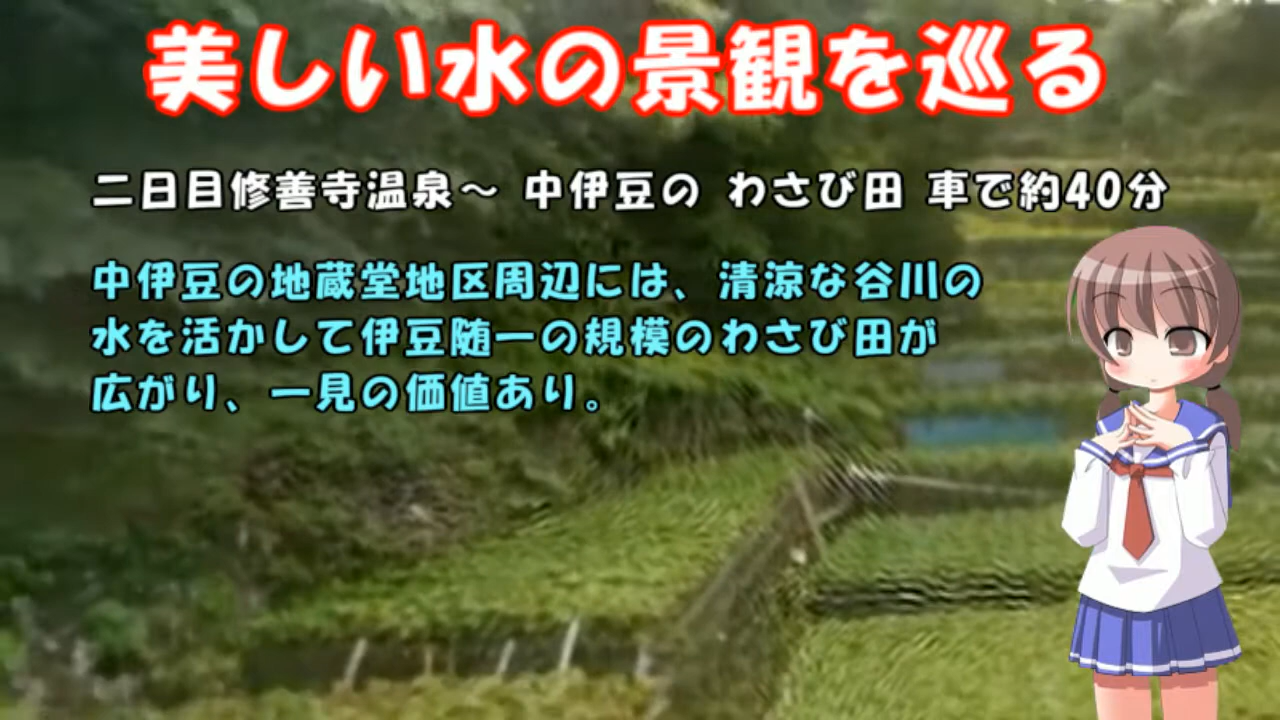 美しい水の景観を巡る
二日目修善寺温泉～ 中伊豆の わさび田 車で約40分
中伊豆の地蔵堂地区周辺には、清涼な谷川の
水を活かして伊豆随一の規模のわさび田が
広がり、一見の価値あり。